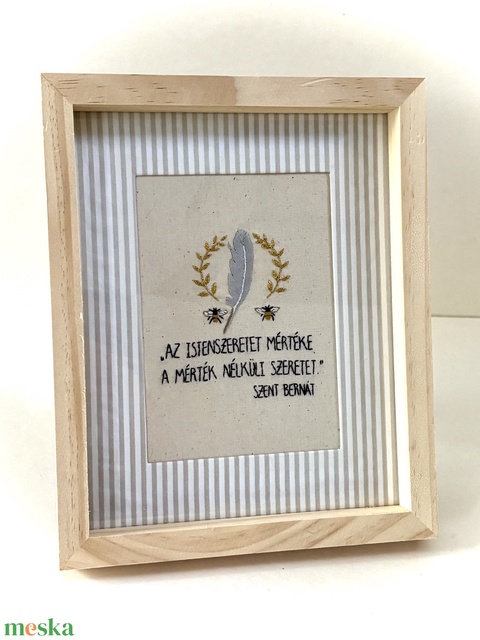 „AZ ISTENSZERETET MÉRTÉKE
A MÉRTÉK NÉLKÜLI SZERETET."
SZENT BERNÁT
meska